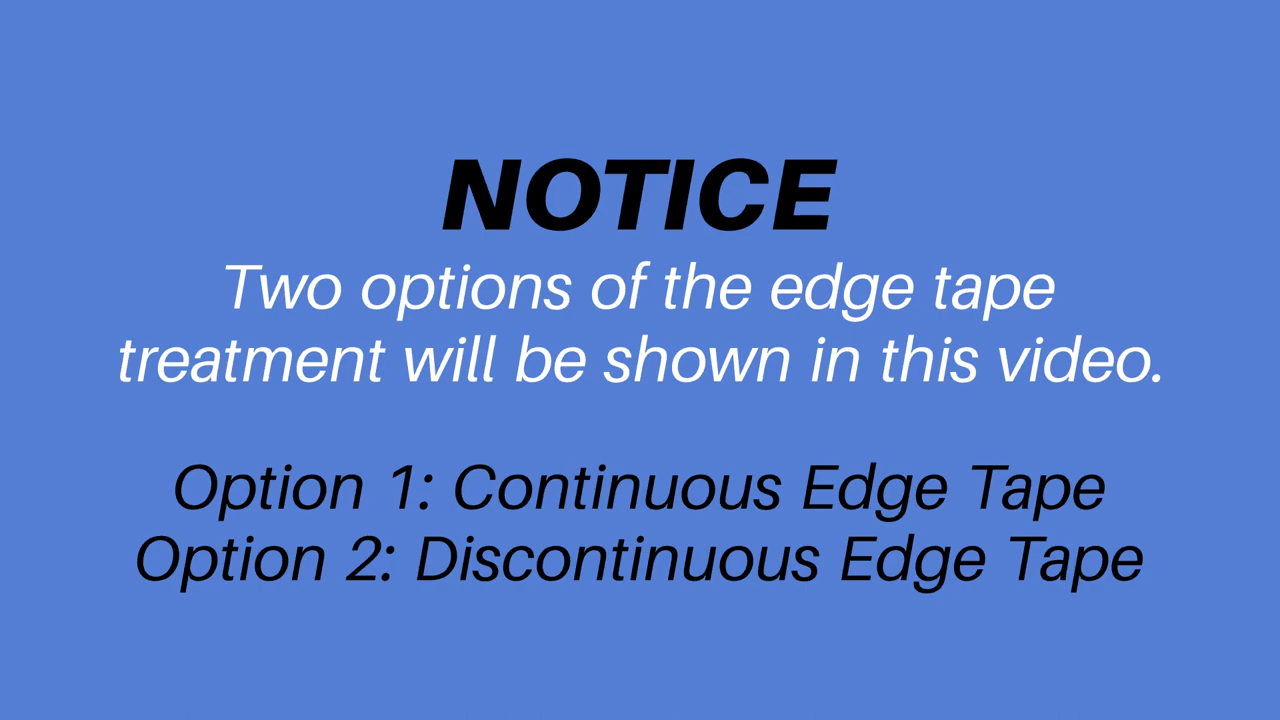 NOTICE
Two options of the edge tape
treatment will be shown in this video.
Option 1: Continuous Edge Tape
Option 2: Discontinuous Edge Tape